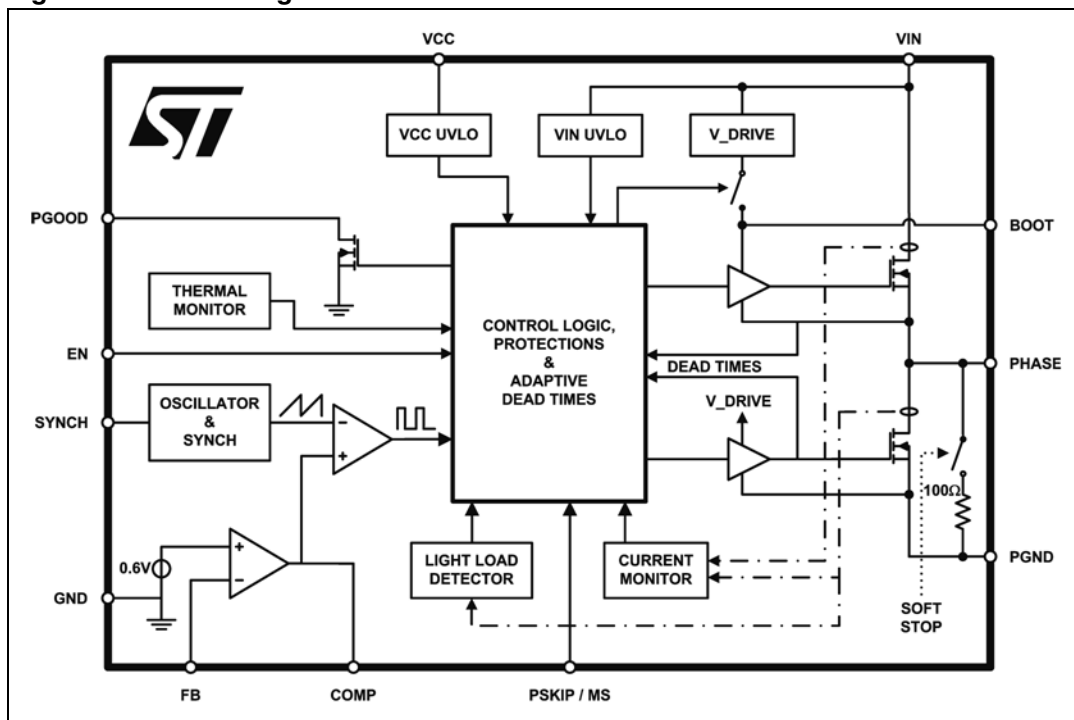 VCC
VIN
ST
VCC UVLO
VIN UVLO
V_DRIVE
PGOOD
BOOT
THERMAL
MONITOR
CONTROL LOGIC,
PROTECTIONS
&
ADAPTIVE
DEAD TIMES
EN
DEAD TIMES
PHASE
OSCILLATOR
&
SYNCH
SYNCH
V_DRIVE
100Ω
0.6V
LIGHT LOAD
DETECTOR
CURRENT
MONITOR
PGND
GND
SOFT
STOP
FB
COMP
PSKIP / MS